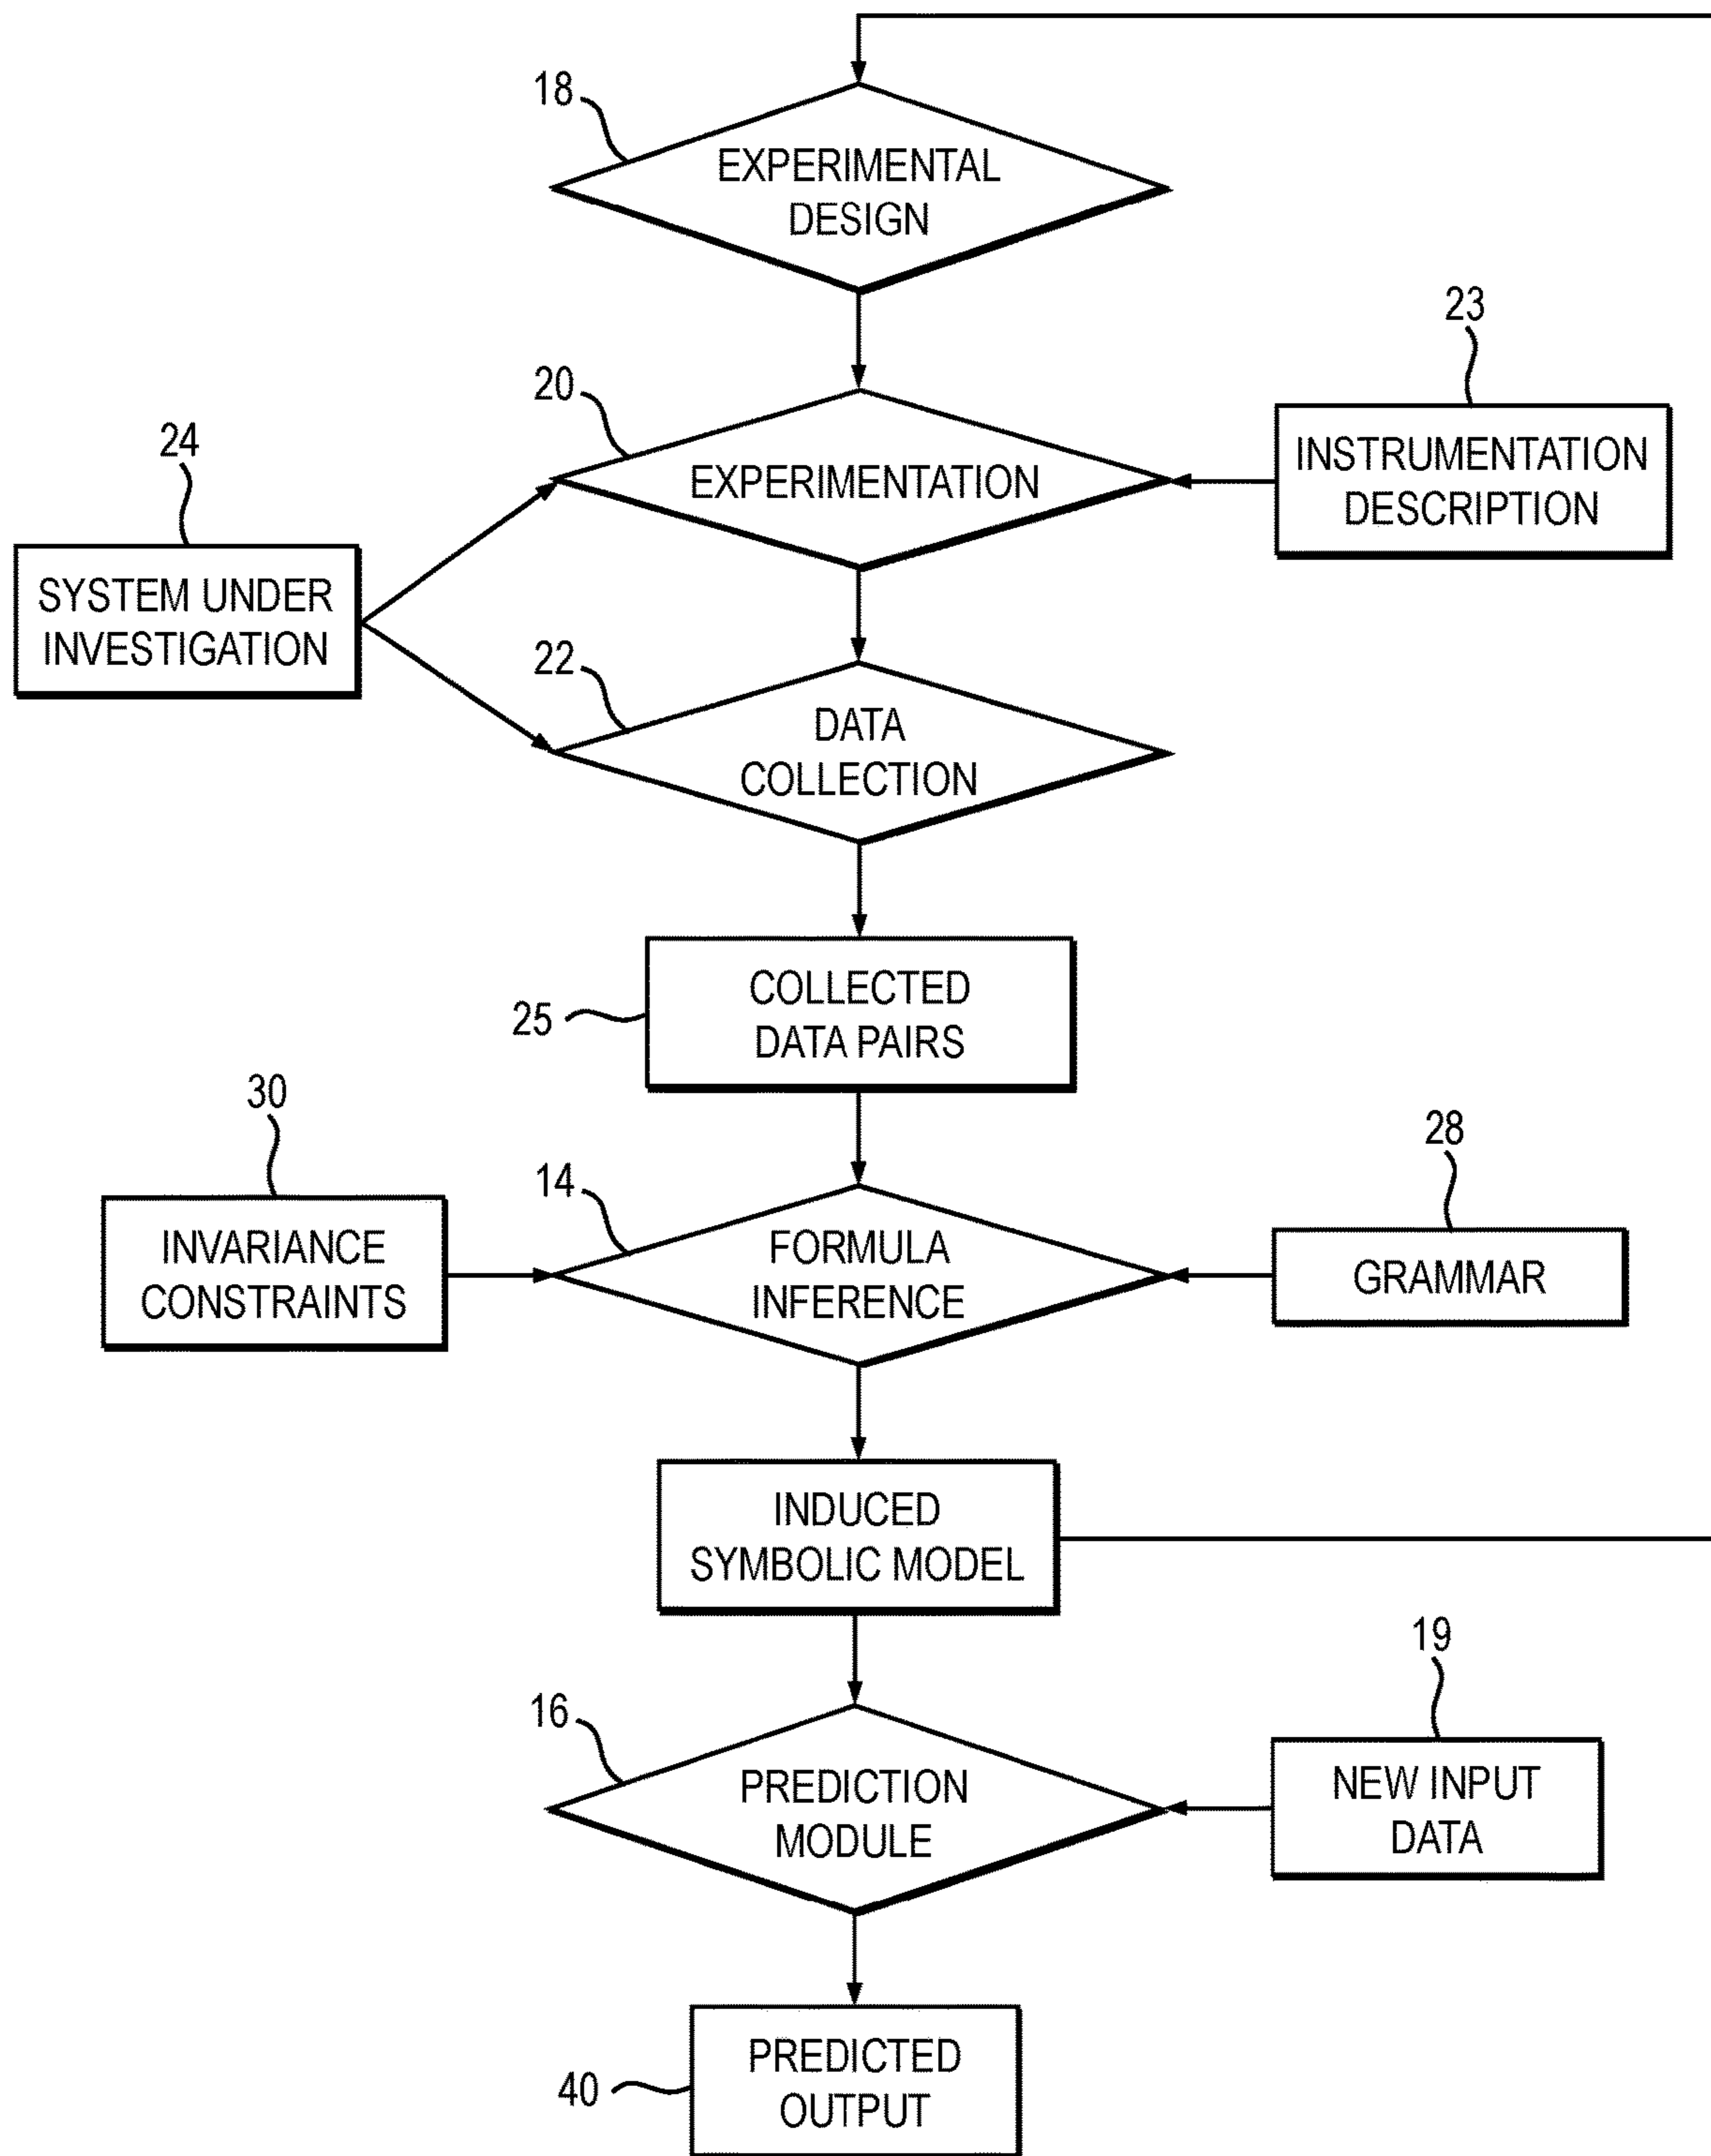 18
EXPERIMENTAL
DESIGN
23
20
EXPERIMENTATION
INSTRUMENTATION
DESCRIPTION
24
SYSTEM UNDER
INVESTIGATION
22
DATA
COLLECTION
25
COLLECTED
DATA PAIRS
30
INVARIANCE
CONSTRAINTS
14
FORMULA
INFERENCE
28
GRAMMAR
INDUCED
SYMBOLIC MODEL
19
16
PREDICTION
MODULE
NEW INPUT
DATA
40
PREDICTED
OUTPUT